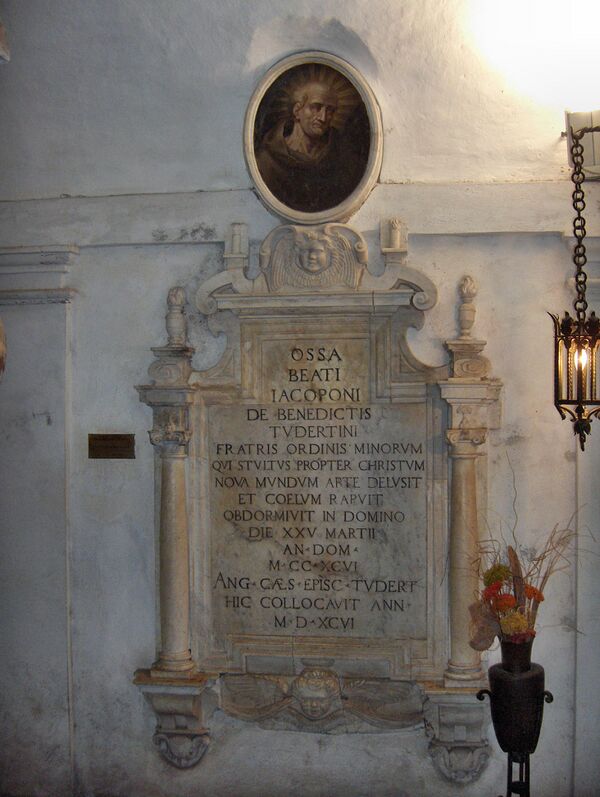 OSSA
BEATI
IACOPONI
DE BENEDICTIS
TVDERTINI
FRATRIS ORDINIS MINORVM
QVI STVLTVS PROPTER CHRISTVM
NOVA MVNDVM ARTE DELVSIT
ET COELVM RAPVIT
OBDORMIVIT IN DOMINO
DIE XXV MARTII
AN·DOM·
M·CC·XCVI
ANG·CÆS·EPISC·TVDERT
HIC COLLOCAVIT ANN·
M·D·XCVI